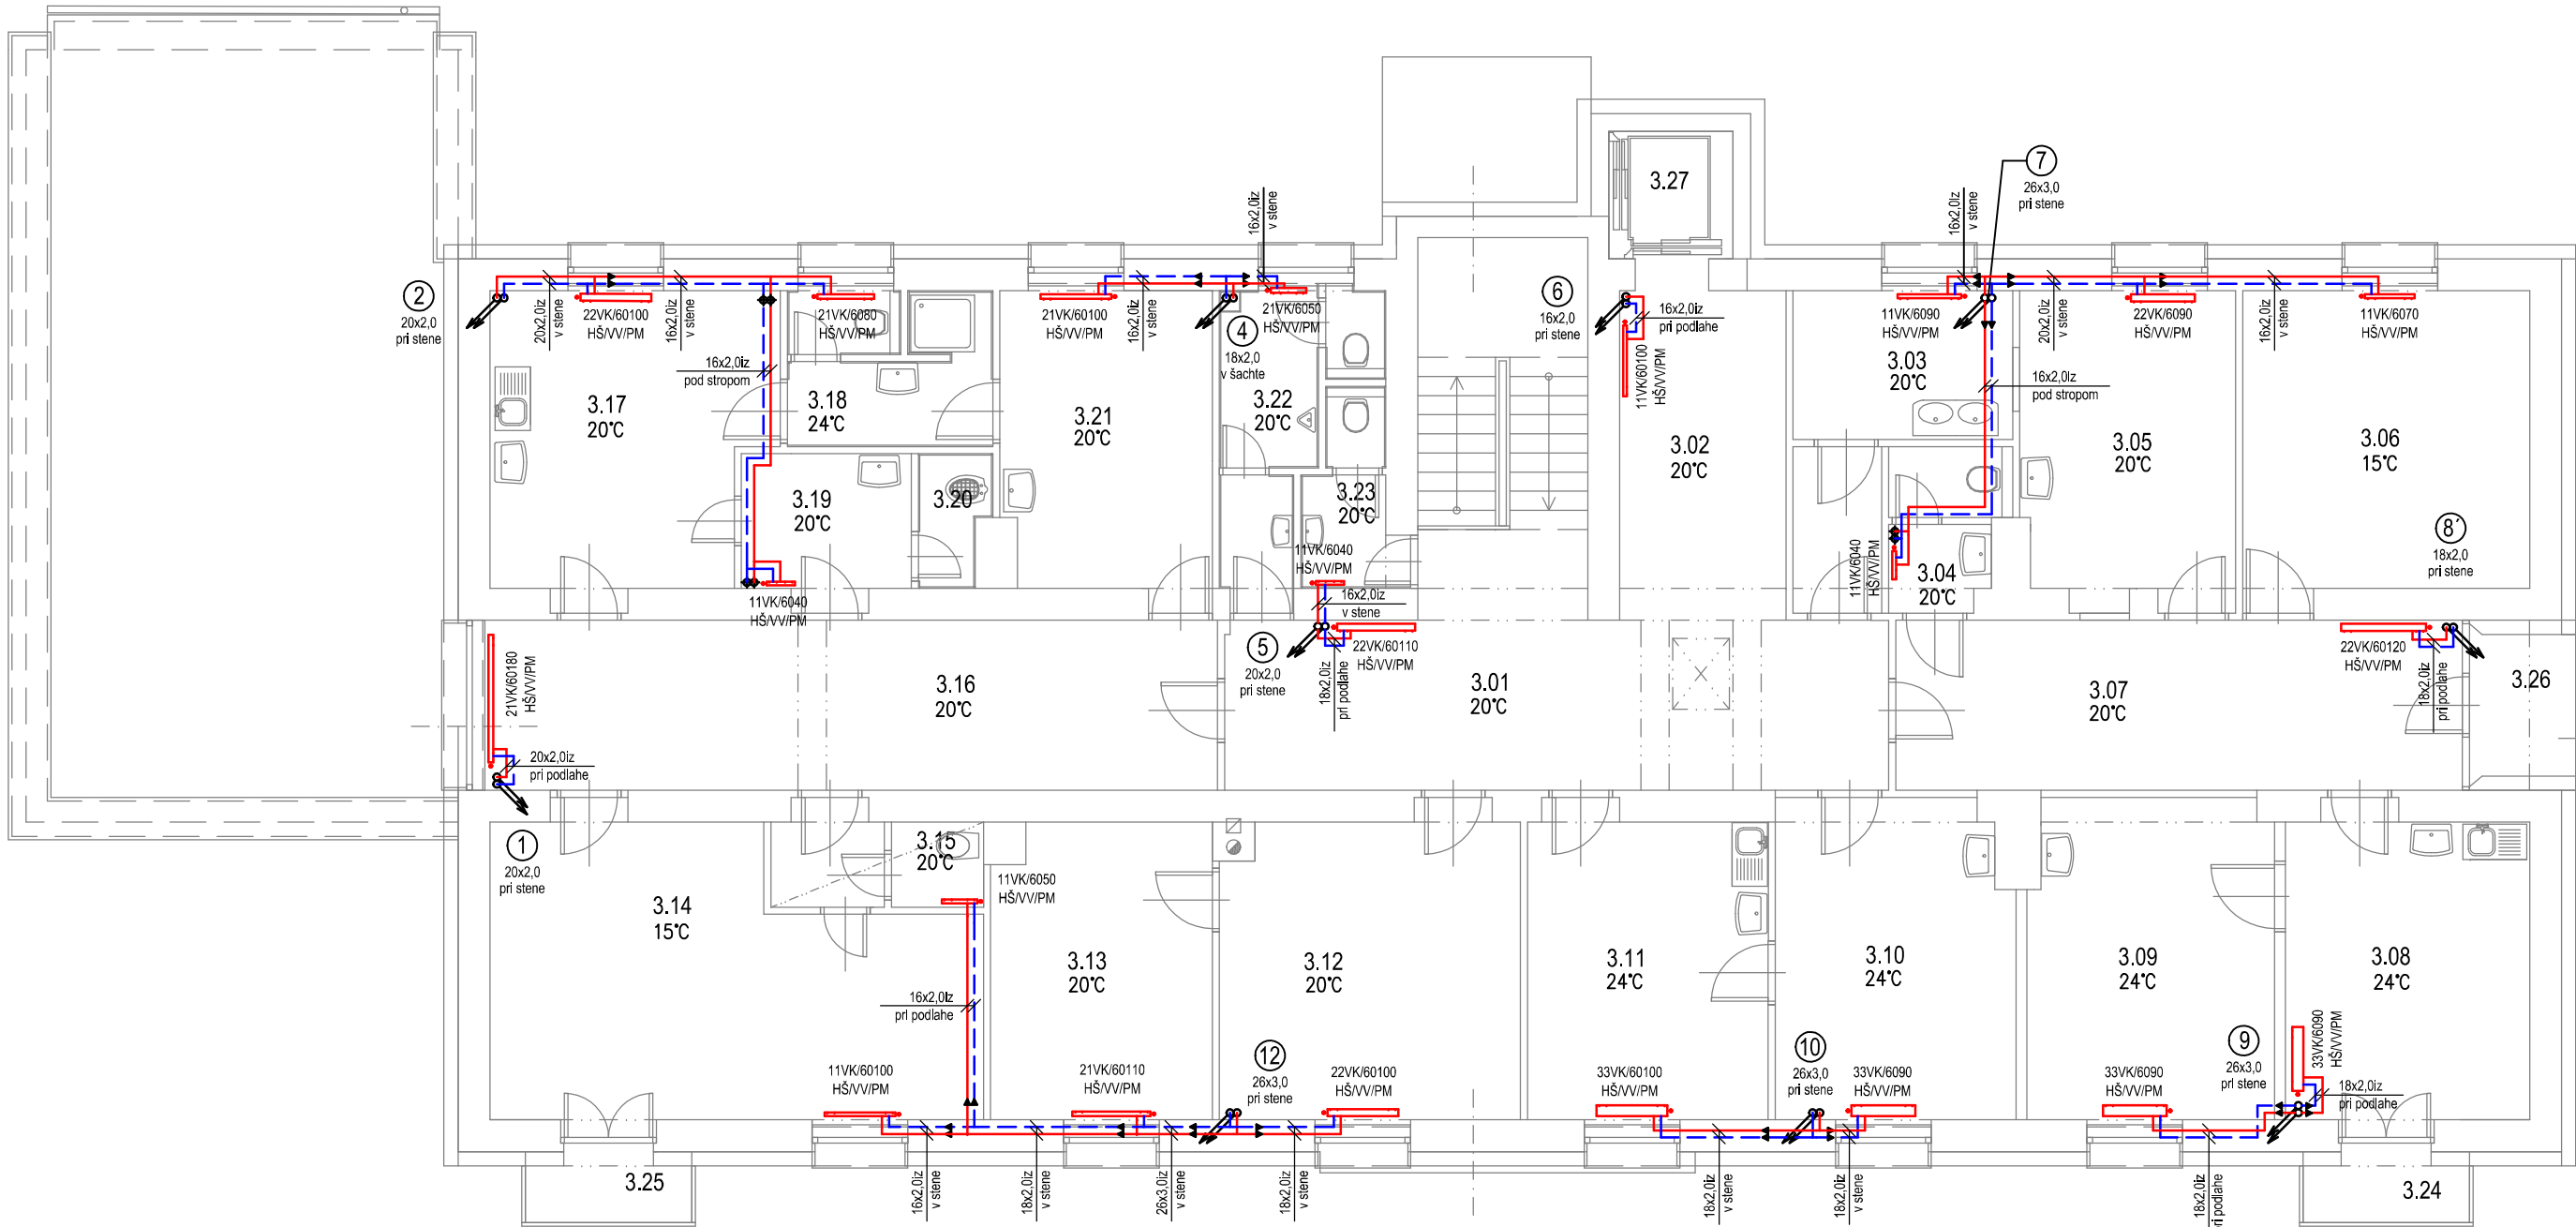 3.27
7
26x3,0
pri stene
16x2,0iz
v stene
16x2,0iz
v stene
2
20x2,0
pri stene
20x2,0iz
v stene
22VK/60100
HŠ/VV/PM
16x2,0iz
v stene
21VK/6080
HŠ/VV/PM
21VK/60100
HŠ/VV/PM
16x2,0iz
v stene
4
18x2,0
v šachte
21VK/6050
HŠ/VV/PM
6
16x2,0
pri stene
16x2,0iz
pri podlahe
11VK/60100
HŠ/VV/PM
11VK/6090
HŠ/VV/PM
20x2,0iz
v stene
22VK/6090
HŠ/VV/PM
16x2,0iz
v stene
11VK/6070
HŠ/VV/PM
16x2,0iz
pod stropom
16x2,0iz
pod stropom
3.17
20°C
3.18
24°C
3.21
20°C
3.22
20°C
3.02
20°C
3.03
20°C
3.05
20°C
3.06
15°C
3.19
20°C
3.20
3.23
20°C
3.04
20°C
8´
18x2,0
pri stene
11VK/6040
HŠ/VV/PM
11VK/6040
HŠ/VV/PM
11VK/6040
HŠ/VV/PM
16x2,0iz
v stene
5
20x2,0
pri stene
18x2,0iz
pri podlahe
22VK/60110
HŠ/VV/PM
22VK/60120
HŠ/VV/PM
18x2,0iz
pri podlahe
21VK/60180
HŠ/VV/PM
3.16
20°C
3.01
20°C
3.07
20°C
3.26
20x2,0iz
pri podlahe
1
20x2,0
pri stene
3.15
20°C
11VK/6050
HŠ/VV/PM
3.14
15°C
3.13
20°C
3.12
20°C
3.11
24°C
3.10
24°C
3.09
24°C
3.08
24°C
16x2,0iz
pri podlahe
11VK/60100
HŠ/VV/PM
21VK/60110
HŠ/VV/PM
12
26x3,0
pri stene
22VK/60100
HŠ/VV/PM
33VK/60100
HŠ/VV/PM
10
26x3,0
pri stene
33VK/6090
HŠ/VV/PM
33VK/6090
HŠ/VV/PM
9
26x3,0
pri stene
33VK/6090
HŠ/VV/PM
18x2,0iz
pri podlahe
16x2,0iz
v stene
18x2,0iz
v stene
26x3,0iz
v stene
18x2,0iz
v stene
18x2,0iz
v stene
18x2,0iz
v stene
18x2,0iz
pri podlahe
3.25
3.24